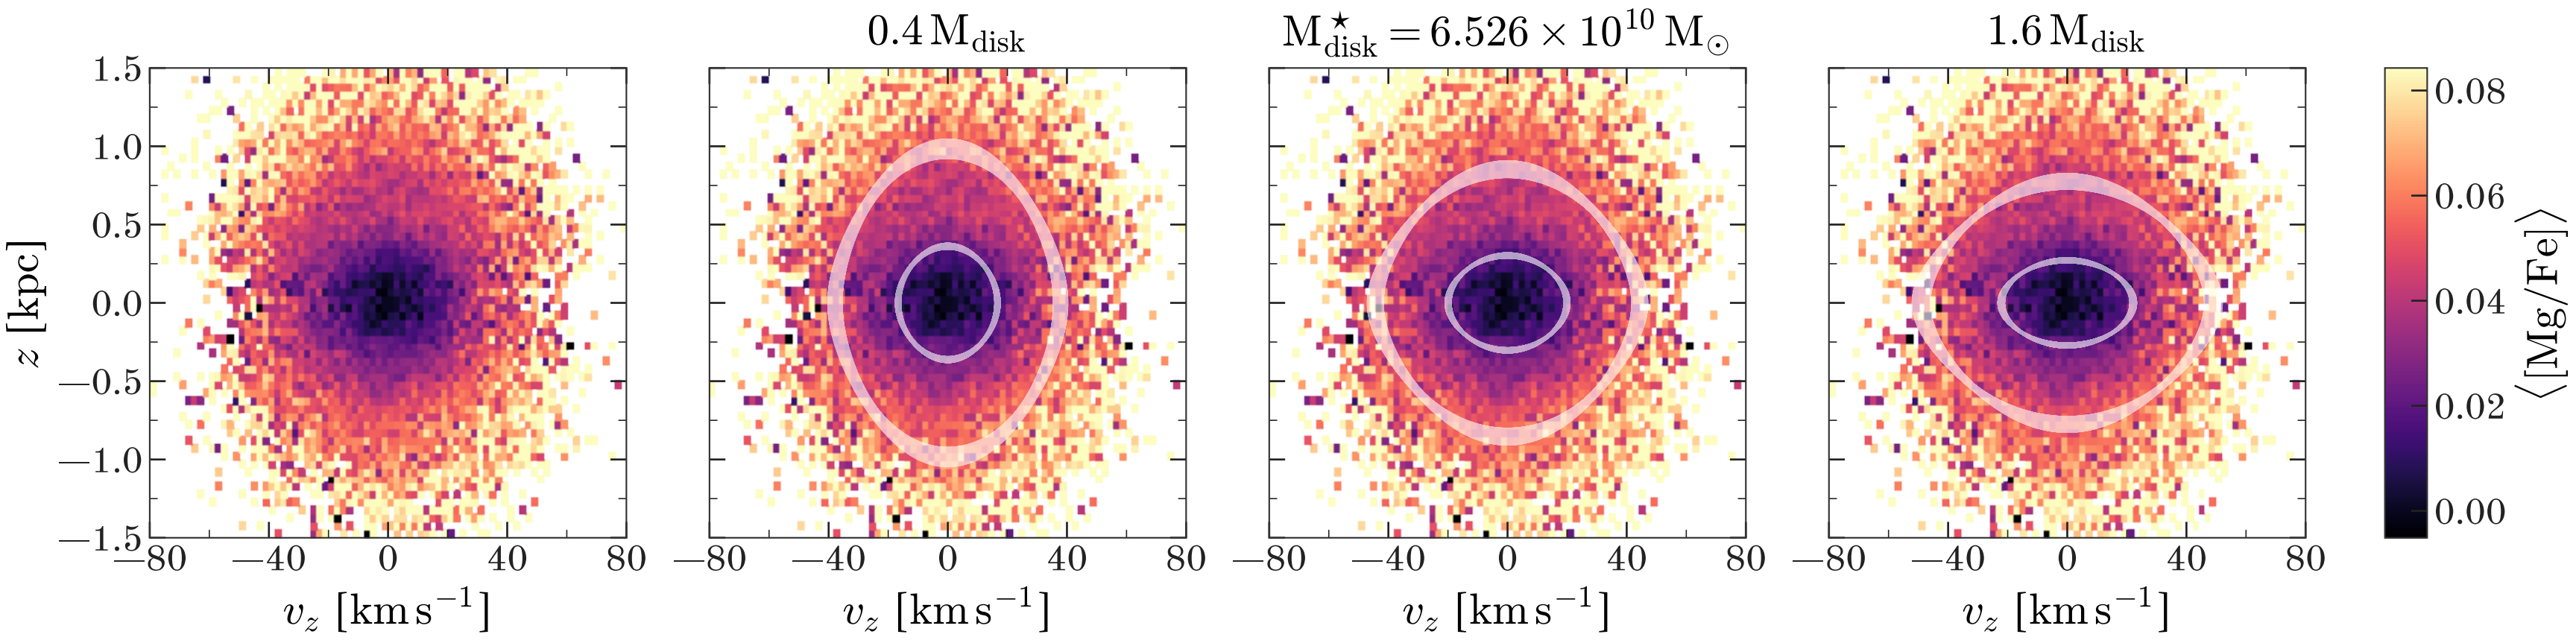 0.4 M_disk
M_disk^⋆ = 6.526 × 10^10 M_⊙
1.6 M_disk
z [kpc]
1.5
1.0
0.5
0.0
−0.5
−1.0
−1.5
−80 −40 0 40 80
−80 −40 0 40 80
−80 −40 0 40 80
−80 −40 0 40 80
v_z [km s^−1]
v_z [km s^−1]
v_z [km s^−1]
v_z [km s^−1]
0.08
0.06
0.04
0.02
0.00
⟨[Mg/Fe]⟩